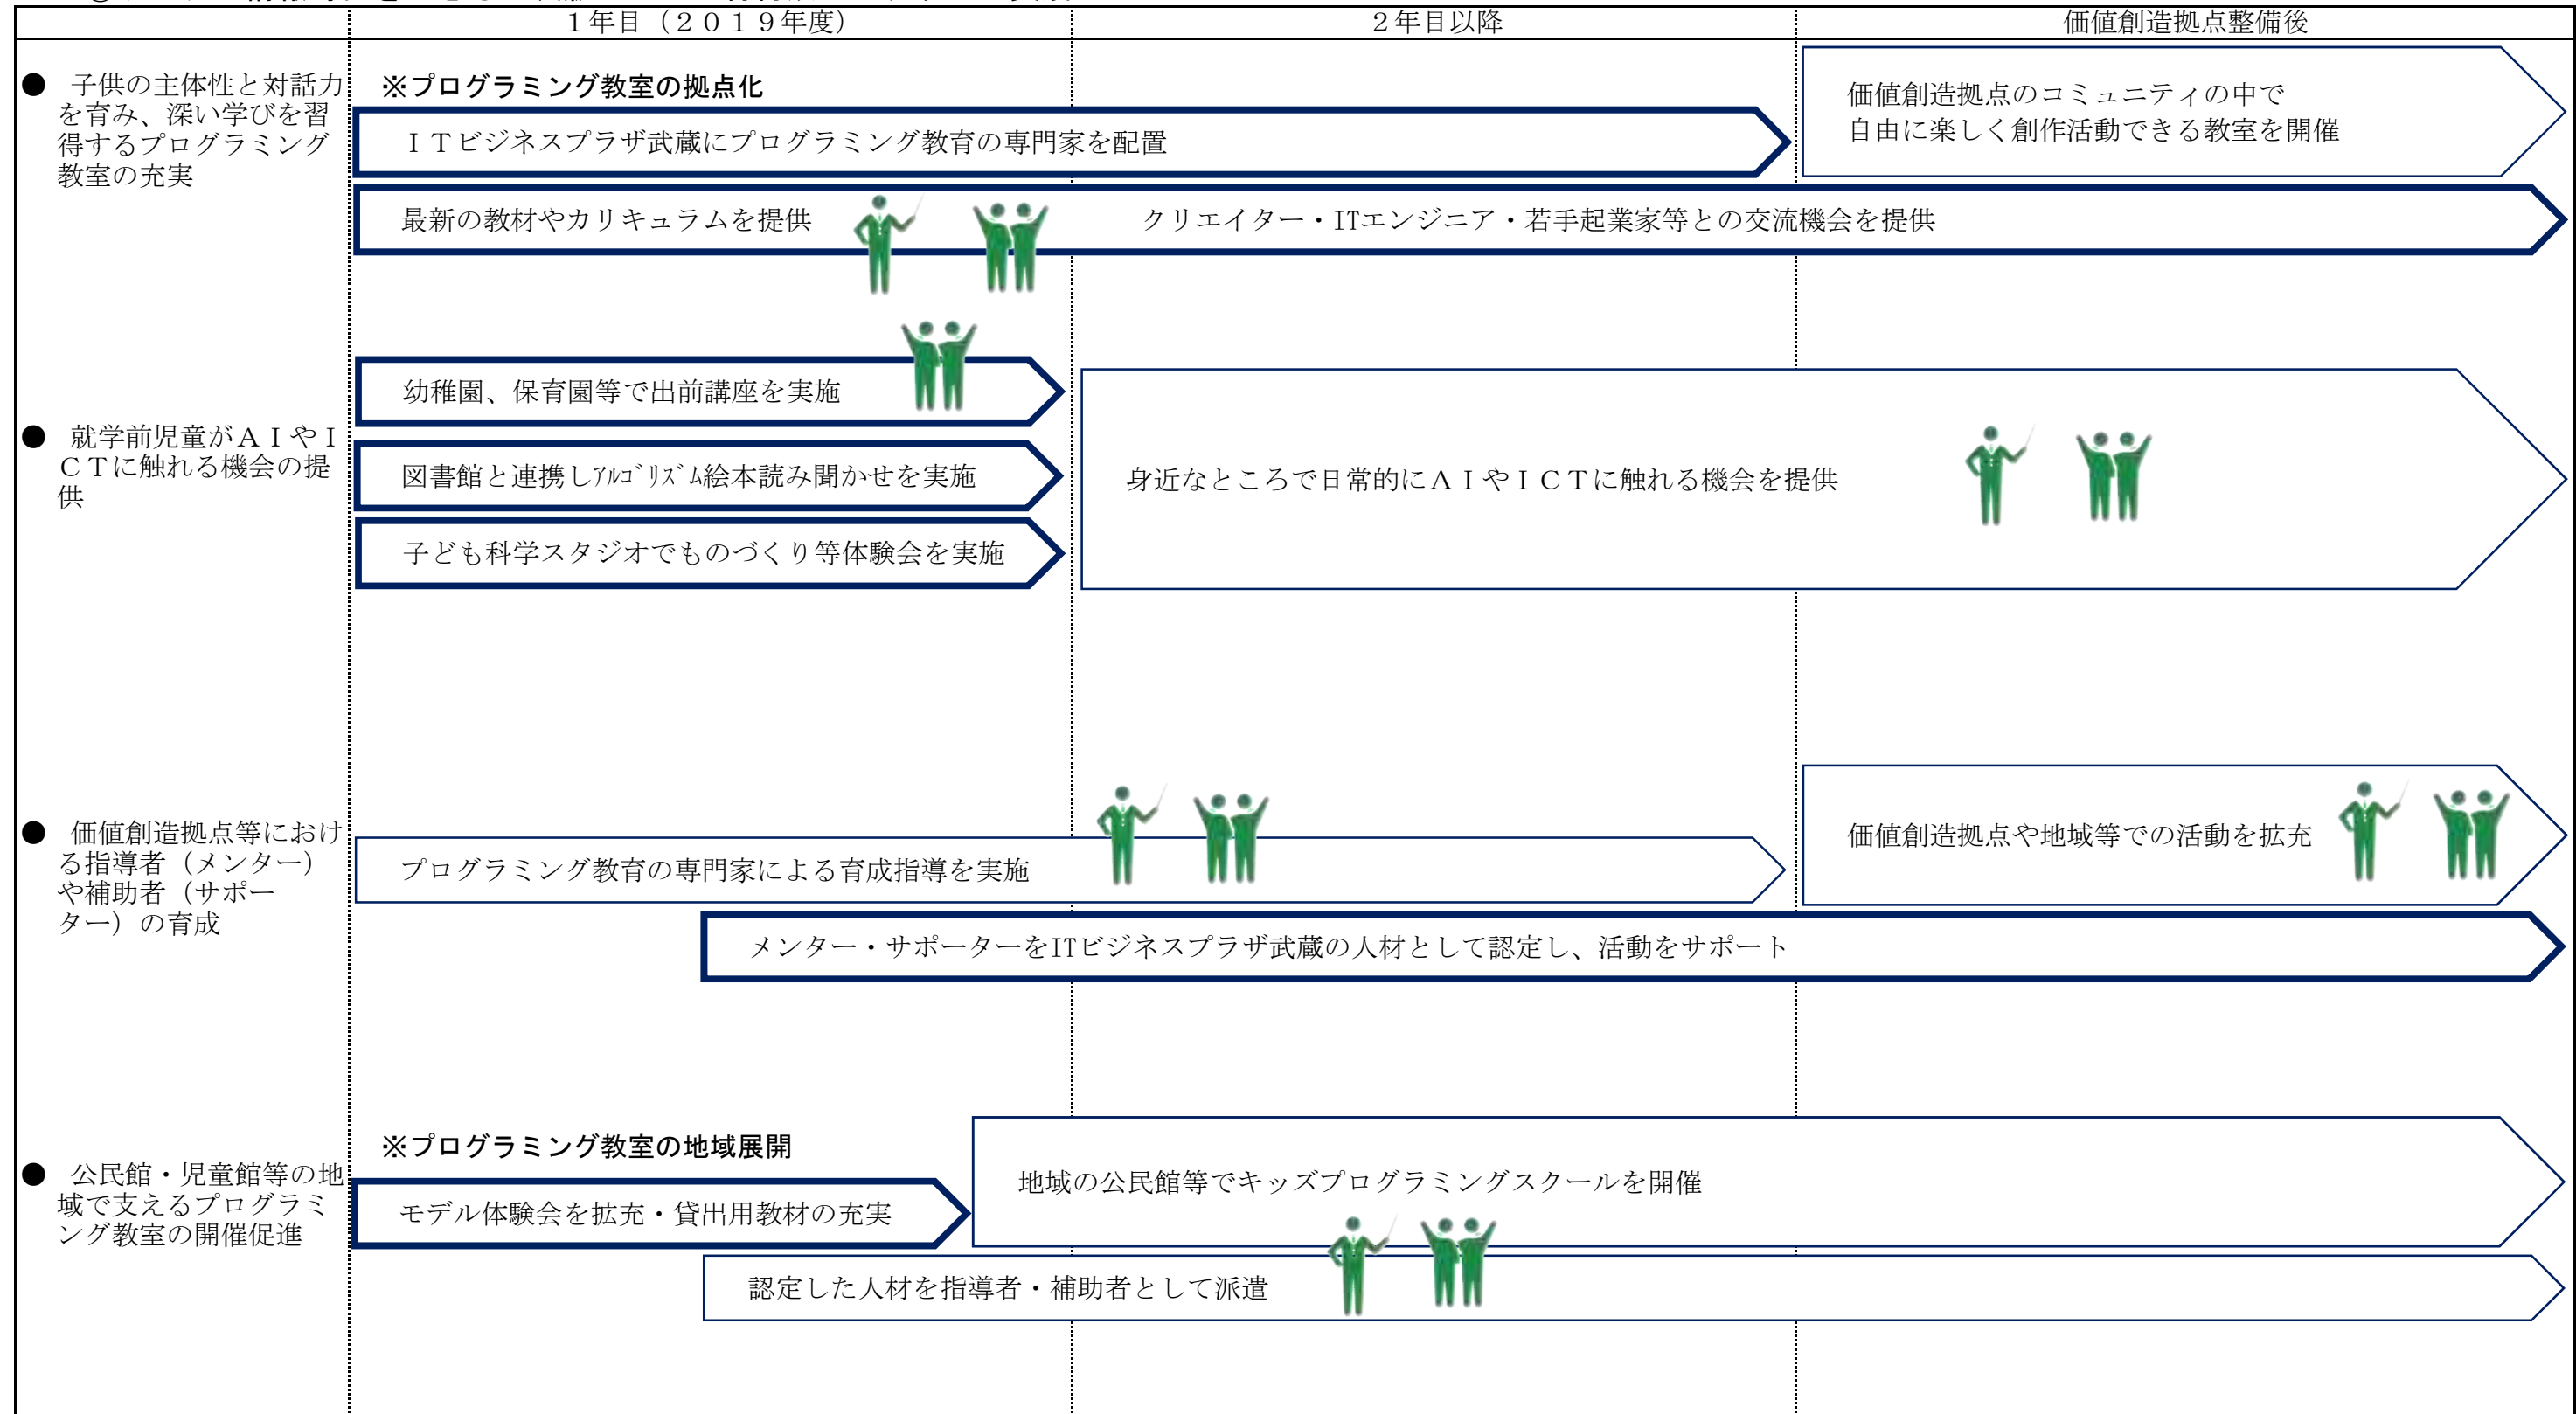 １年目（２０１９年度）
２年目以降
価値創造拠点整備後
● 子供の主体性と対話力
を育み、深い学びを習
得するプログラミング
教室の充実
※プログラミング教室の拠点化
ＩＴビジネスプラザ武蔵にプログラミング教育の専門家を配置
価値創造拠点のコミュニティの中で
自由に楽しく創作活動できる教室を開催
最新の教材やカリキュラムを提供
クリエイター・ITエンジニア・若手起業家等との交流機会を提供
● 就学前児童がＡＩやＩ
ＣＴに触れる機会の提
供
幼稚園、保育園等で出前講座を実施
図書館と連携しｱﾙｺﾞﾘｽﾞﾑ絵本読み聞かせを実施
子ども科学スタジオでものづくり等体験会を実施
身近なところで日常的にＡＩやＩＣＴに触れる機会を提供
● 価値創造拠点等におけ
る指導者（メンター）
や補助者（サポー
ター）の育成
プログラミング教育の専門家による育成指導を実施
価値創造拠点や地域等での活動を拡充
メンター・サポーターをITビジネスプラザ武蔵の人材として認定し、活動をサポート
● 公民館・児童館等の地
域で支えるプログラミ
ング教室の開催促進
※プログラミング教室の地域展開
モデル体験会を拡充・貸出用教材の充実
地域の公民館等でキッズプログラミングスクールを開催
認定した人材を指導者・補助者として派遣